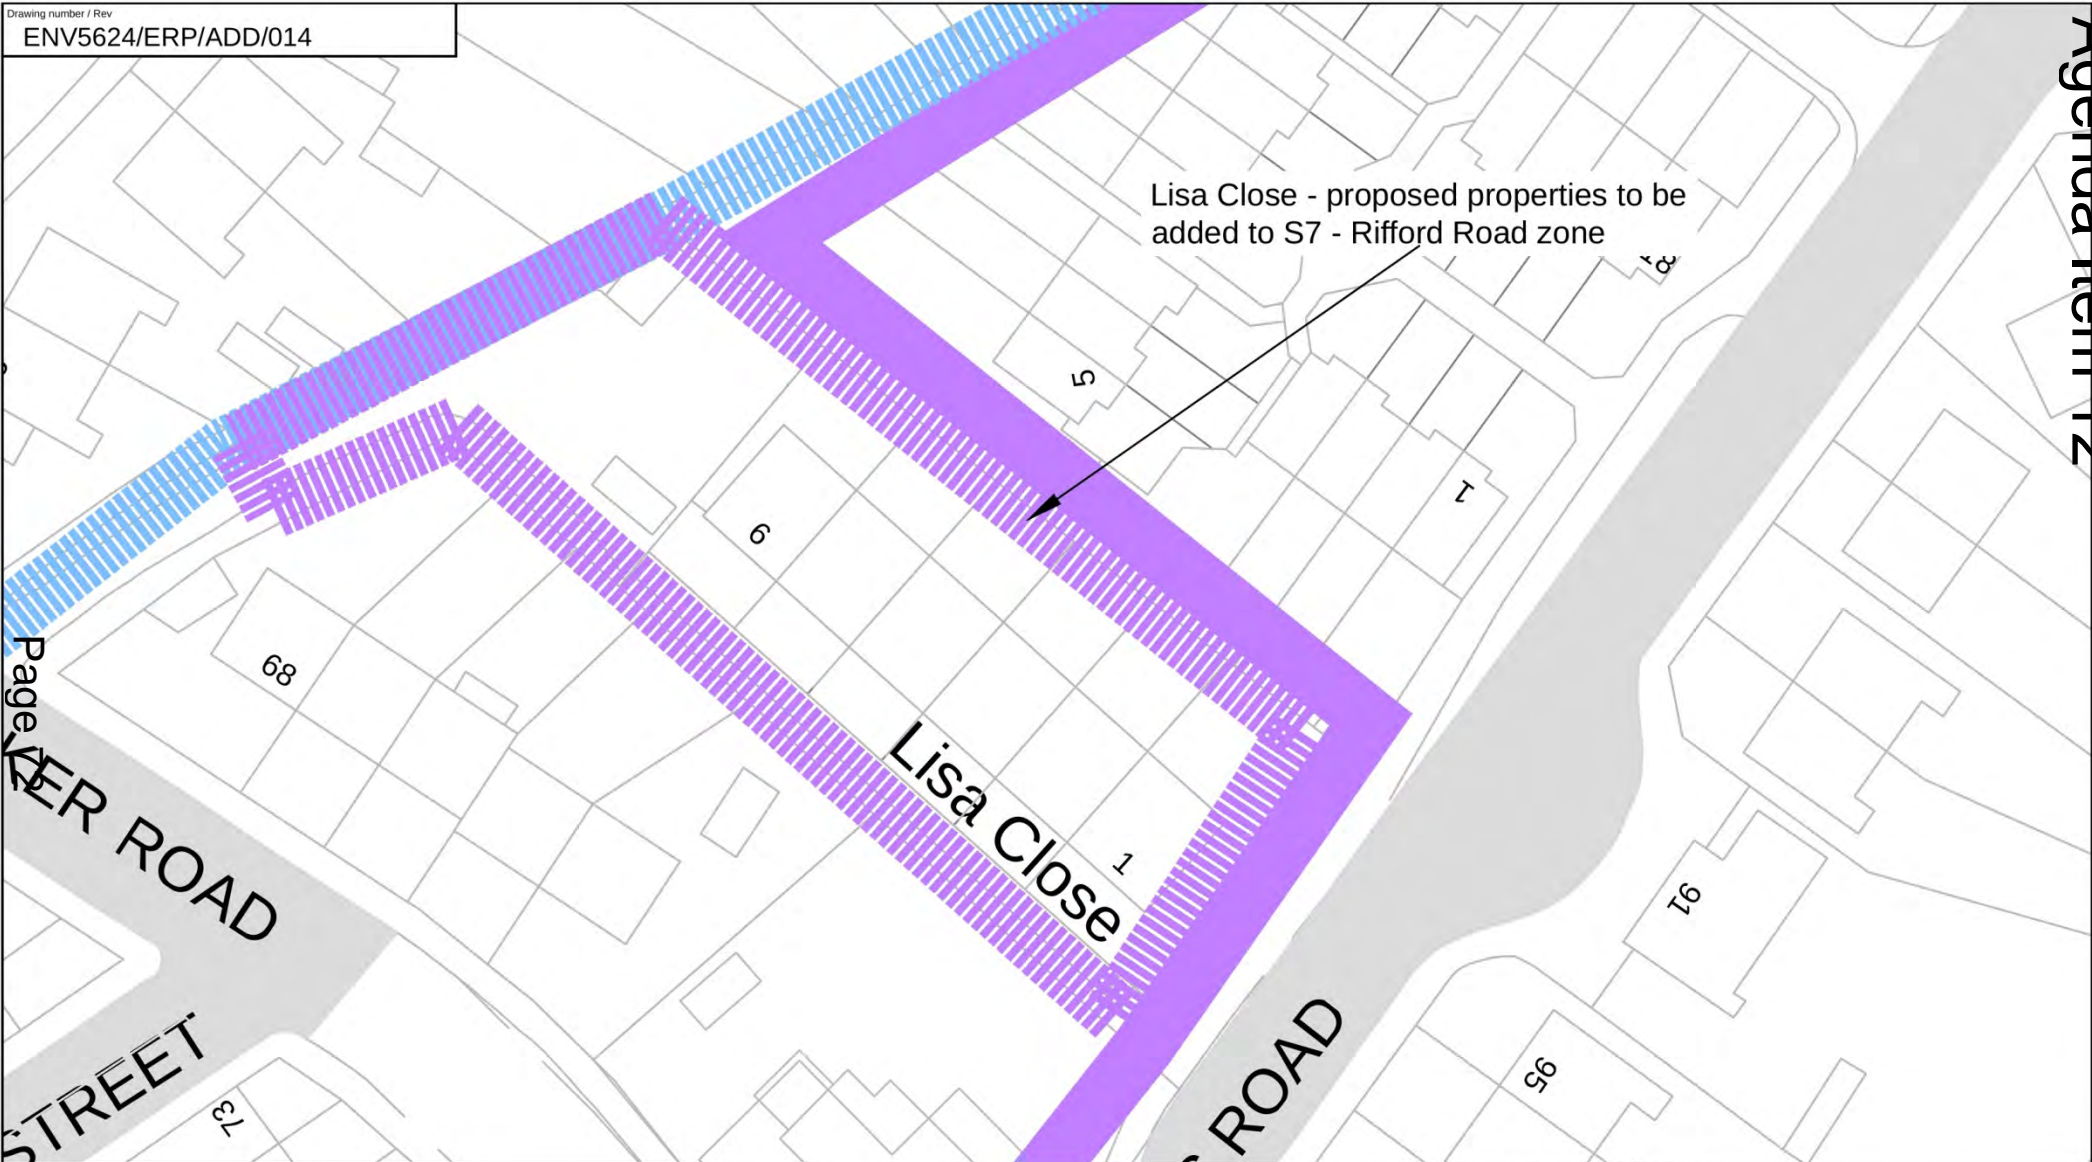 Drawing number / Rev
ENV5624/ERP/ADD/014
Lisa Close - proposed properties to be
added to S7 - Rifford Road zone
5
1
6
68
Lisa Close
1
Page
ROAD
STREET
73
ROAD
91
95
Agenda Item 12